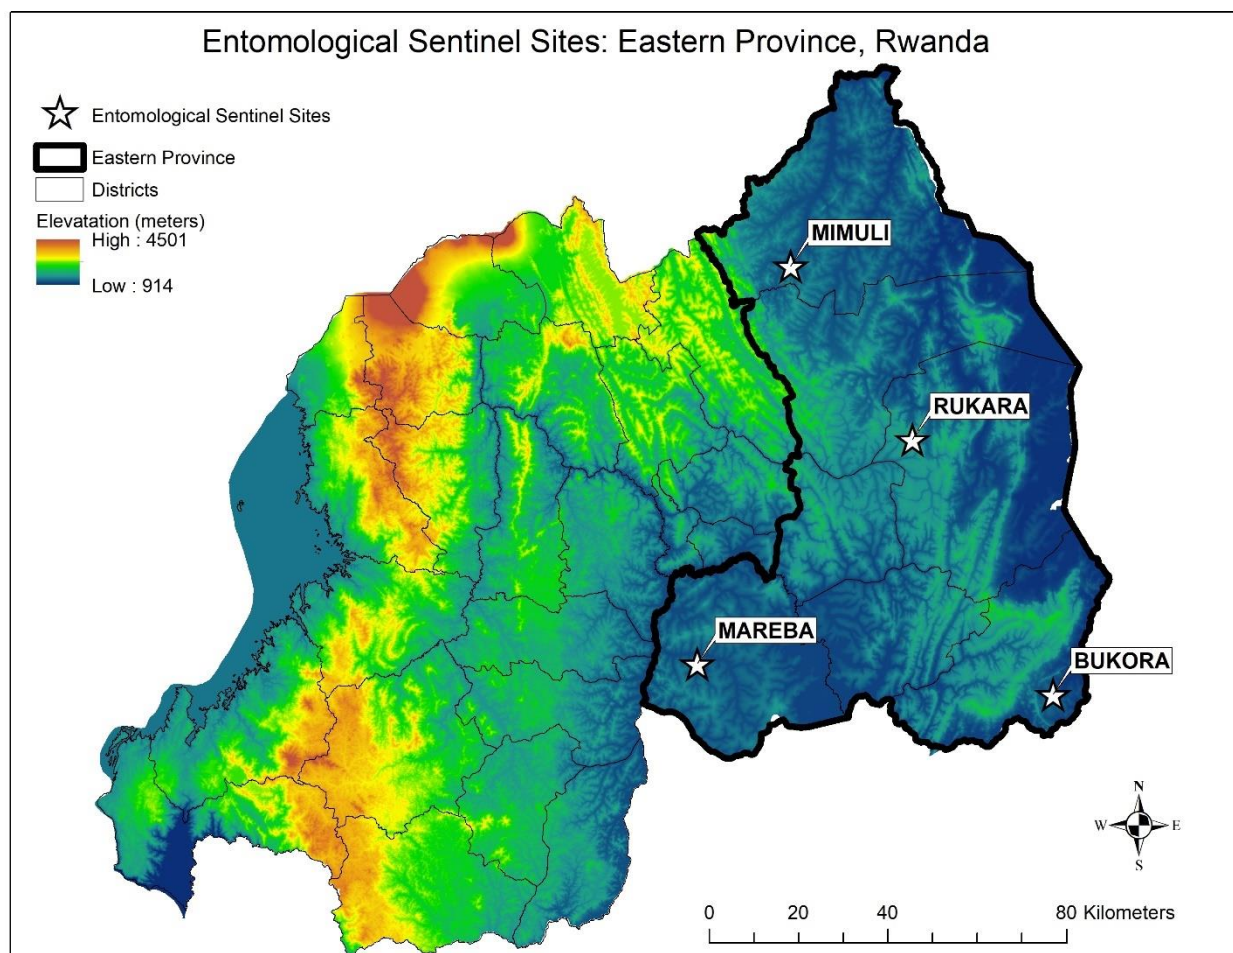 Entomological Sentinel Sites: Eastern Province, Rwanda
Entomological Sentinel Sites
Eastern Province
Districts
Elevatation (meters)
High : 4501
Low : 914
MIMULI
RUKARA
MAREBA
BUKORA
N
W E
S
0 20 40 80 Kilometers